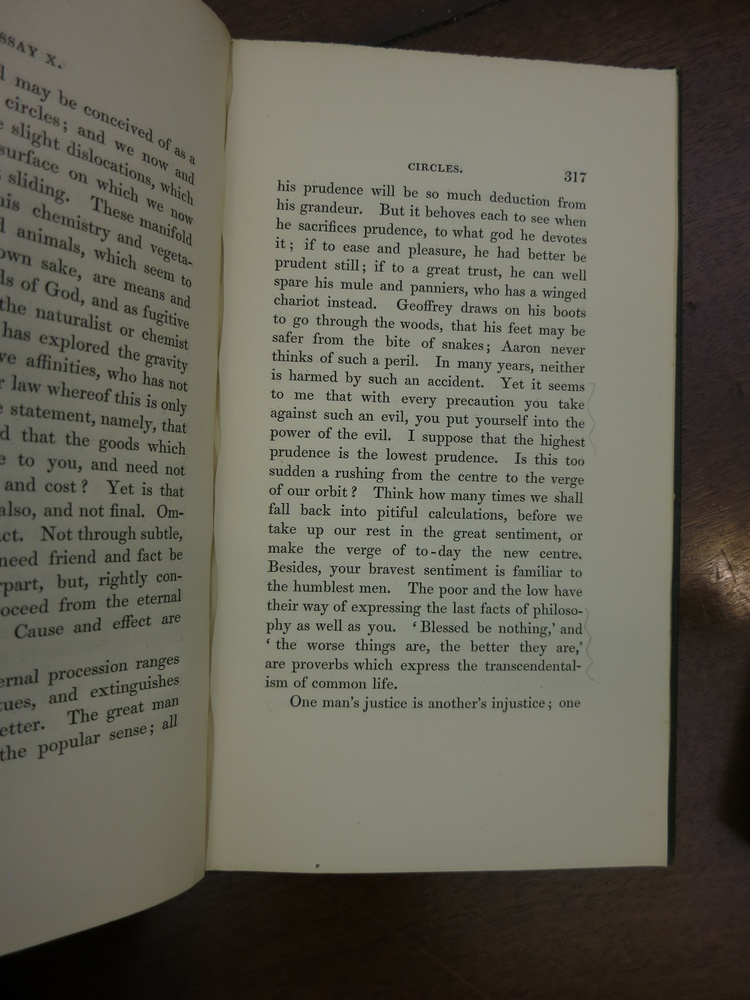 ESSAY X.
may be conceived of as a
circles; and we now and
slight dislocations, which
surface on which we now
sliding. These manifold
chemistry and vegeta-
animals, which seem to
own sake, are means and
of God, and as fugitive
the naturalist or chemist
has explored the gravity
affinities, who has not
law whereof this is only
statement, namely, that
that the goods which
to you, and need not
and cost? Yet is that
also, and not final. Om-
Not through subtle,
need friend and fact be
but, rightly con-
from the eternal
Cause and effect are
procession ranges
and extinguishes
The great man
the popular sense; all
CIRCLES.
317
his prudence will be so much deduction from
his grandeur. But it behoves each to see when
he sacrifices prudence, to what god he devotes
it; if to ease and pleasure, he had better be
prudent still; if to a great trust, he can well
spare his mule and panniers, who has a winged
chariot instead. Geoffrey draws on his boots
to go through the woods, that his feet may be
safer from the bite of snakes; Aaron never
thinks of such a peril. In many years, neither
is harmed by such an accident. Yet it seems
to me that with every precaution you take
against such an evil, you put yourself into the
power of the evil. I suppose that the highest
prudence is the lowest prudence. Is this too
sudden a rushing from the centre to the verge
of our orbit? Think how many times we shall
fall back into pitiful calculations, before we
take up our rest in the great sentiment, or
make the verge of to-day the new centre.
Besides, your bravest sentiment is familiar to
the humblest men. The poor and the low have
their way of expressing the last facts of philoso-
phy as well as you. 'Blessed be nothing,' and
'the worse things are, the better they are,'
are proverbs which express the transcendental-
ism of common life.
One man's justice is another's injustice; one